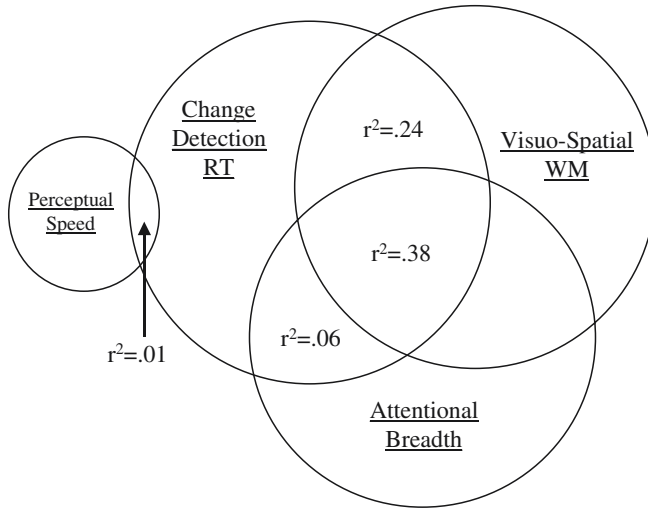 Change
Detection
RT
r²=.24
Visuo-Spatial
WM
Perceptual
Speed
r²=.38
r²=.06
r²=.01
Attentional
Breadth